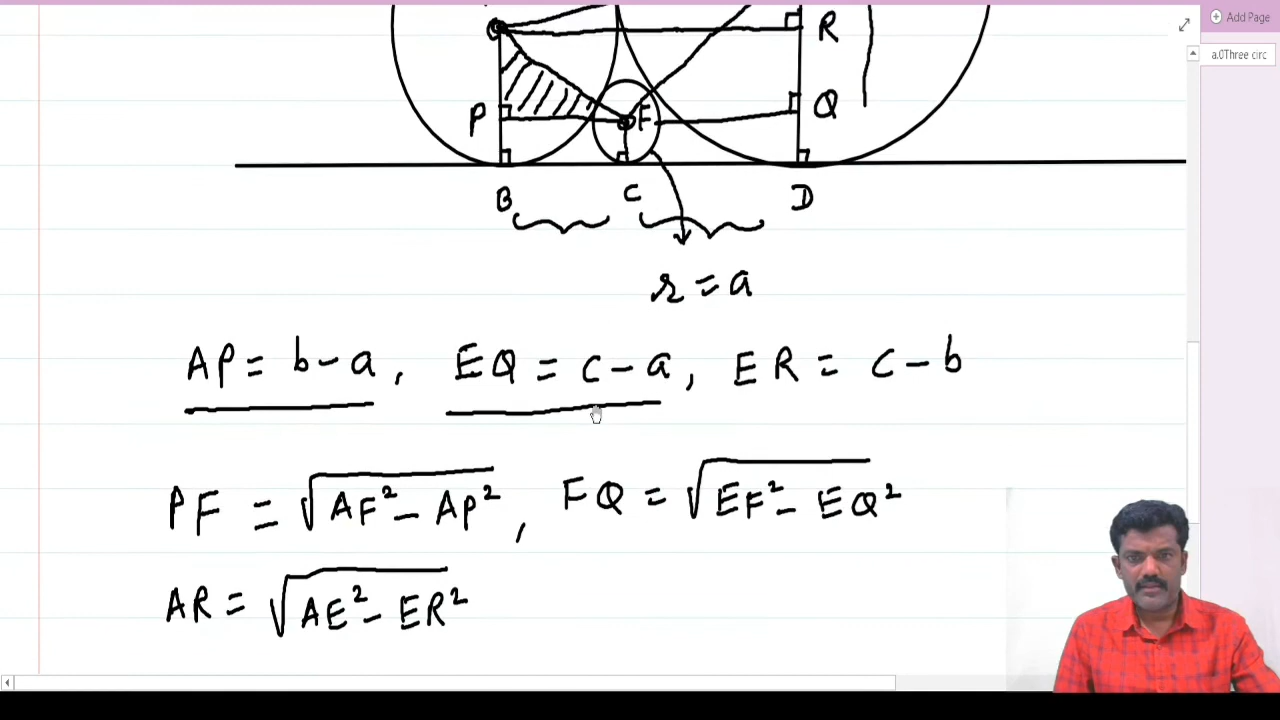 Add Page
a.0Three circ
R
P F Q
B C D
r = a
AP = b - a, EQ = c - a, ER = c - b
PF = √AF² - AP², FQ = √EF² - EQ²
AR = √AE² - ER²